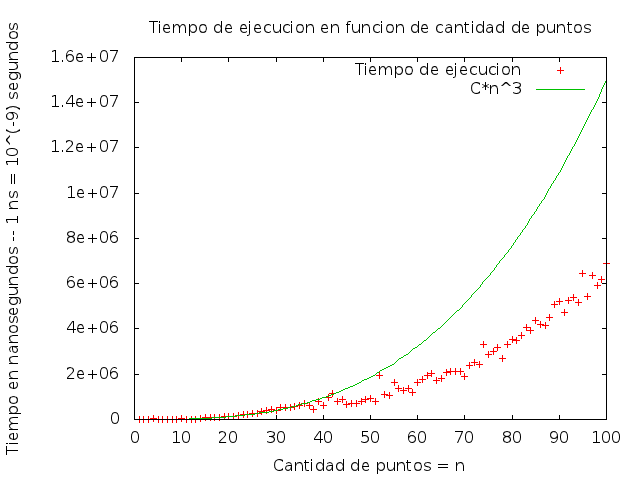 Tiempo de ejecucion en funcion de cantidad de puntos
Tiempo en nanosegundos -- 1 ns = 10^(-9) segundos
1.6e+07
1.4e+07
1.2e+07
1e+07
8e+06
6e+06
4e+06
2e+06
0
Tiempo de ejecucion
C*n^3
0 10 20 30 40 50 60 70 80 90 100
Cantidad de puntos = n